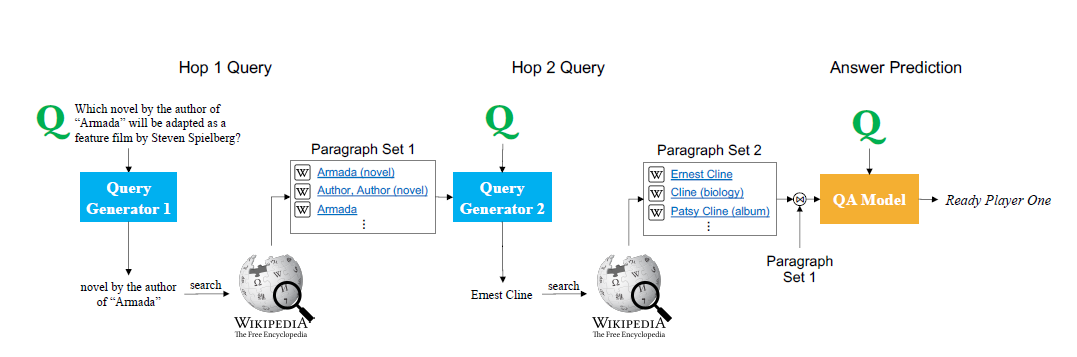 Hop 1 Query
Hop 2 Query
Answer Prediction
Q
Which novel by the author of
“Armada” will be adapted as a
feature film by Steven Spielberg?
Query
Generator 1
novel by the author
of “Armada”
search
Ω
W
И
7
WIKIPEDIA
The Free Encyclopedia
Paragraph Set 1
W Armada (novel)
W Author, Author (novel)
W Armada
⋮
Q
Query
Generator 2
Ernest Cline
search
Ω
W
И
7
WIKIPEDIA
The Free Encyclopedia
Paragraph Set 2
W Ernest Cline
W Cline (biology)
W Patsy Cline (album)
⋮
⋈
Paragraph
Set 1
Q
QA Model
Ready Player One